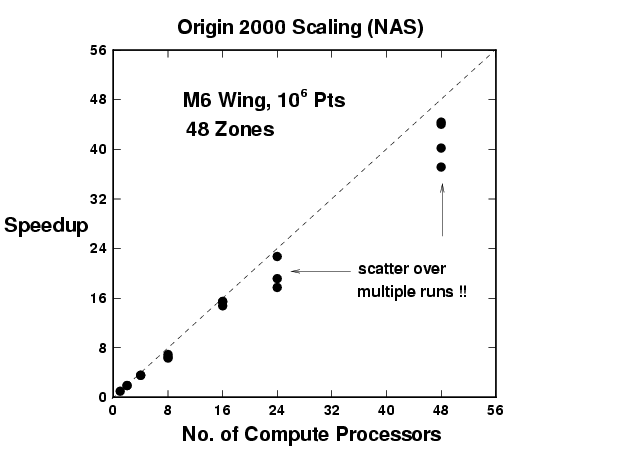 Origin 2000 Scaling (NAS)
56
48
40
32
24
16
8
0
Speedup
M6 Wing, 10⁶ Pts
48 Zones
scatter over
multiple runs !!
0 8 16 24 32 40 48 56
No. of Compute Processors